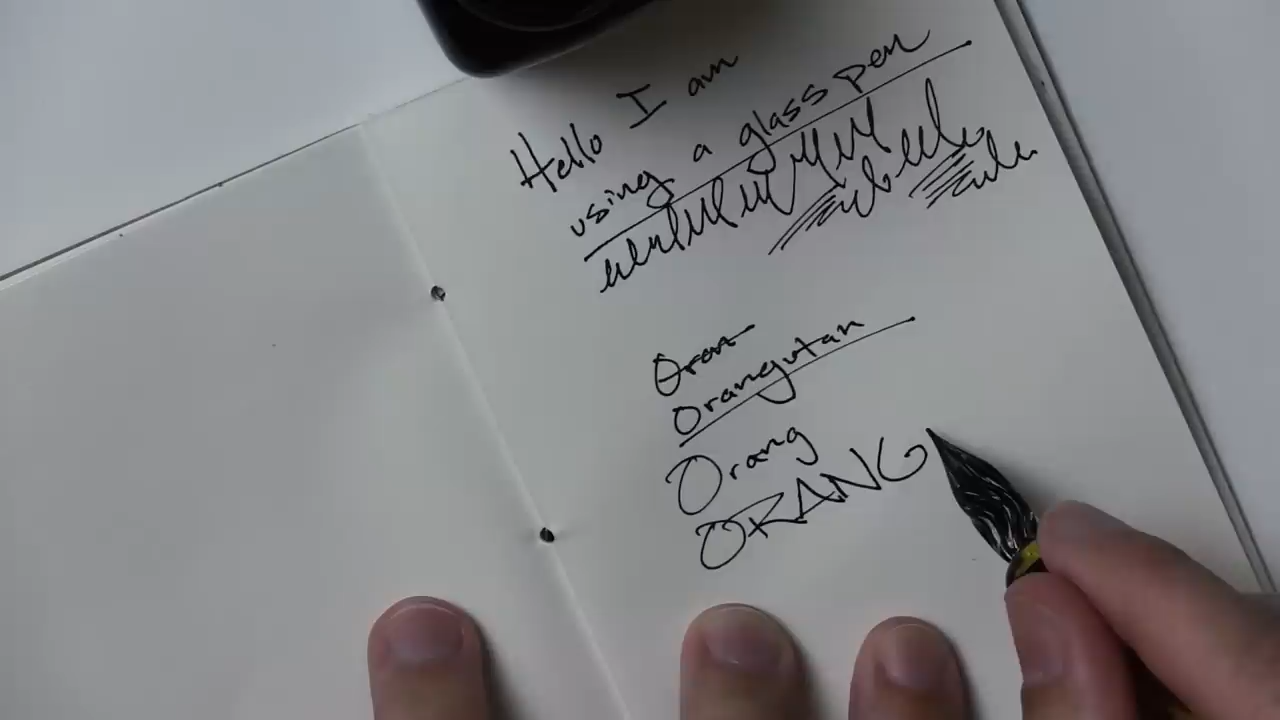 Hello I am
using a glass pen
Oran
Orangutan
Orang
ORANG